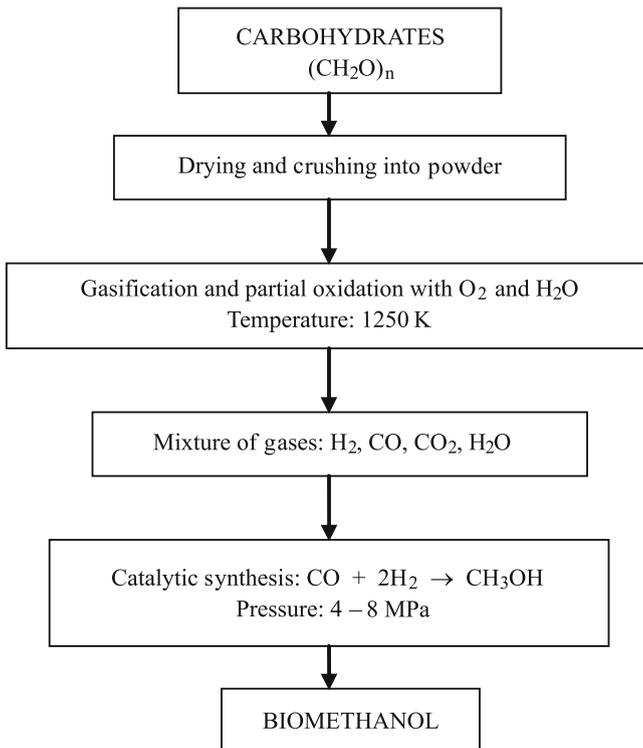 CARBOHYDRATES
(CH₂O)ₙ
Drying and crushing into powder
Gasification and partial oxidation with O₂ and H₂O
Temperature: 1250 K
Mixture of gases: H₂, CO, CO₂, H₂O
Catalytic synthesis: CO + 2H₂ → CH₃OH
Pressure: 4 – 8 MPa
BIOMETHANOL